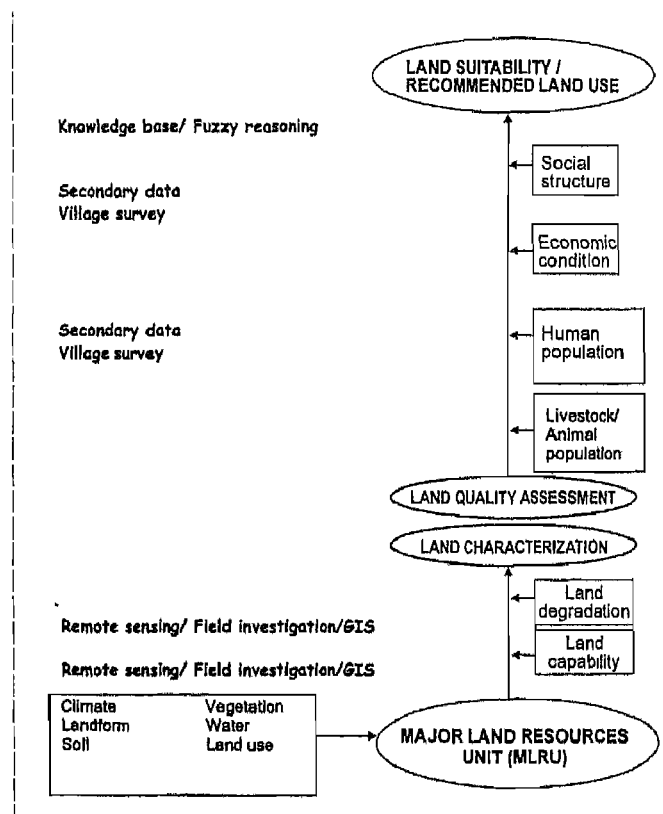 LAND SUITABILITY /
RECOMMENDED LAND USE
Knowledge base/ Fuzzy reasoning
Social
structure
Secondary data
Village survey
Economic
condition
Secondary data
Village survey
Human
population
Livestock/
Animal
population
LAND QUALITY ASSESSMENT
LAND CHARACTERIZATION
Land
degradation
Remote sensing/ Field investigation/GIS
Land
capability
Remote sensing/ Field investigation/GIS
Climate Vegetation
Landform Water
Soil Land use
MAJOR LAND RESOURCES
UNIT (MLRU)